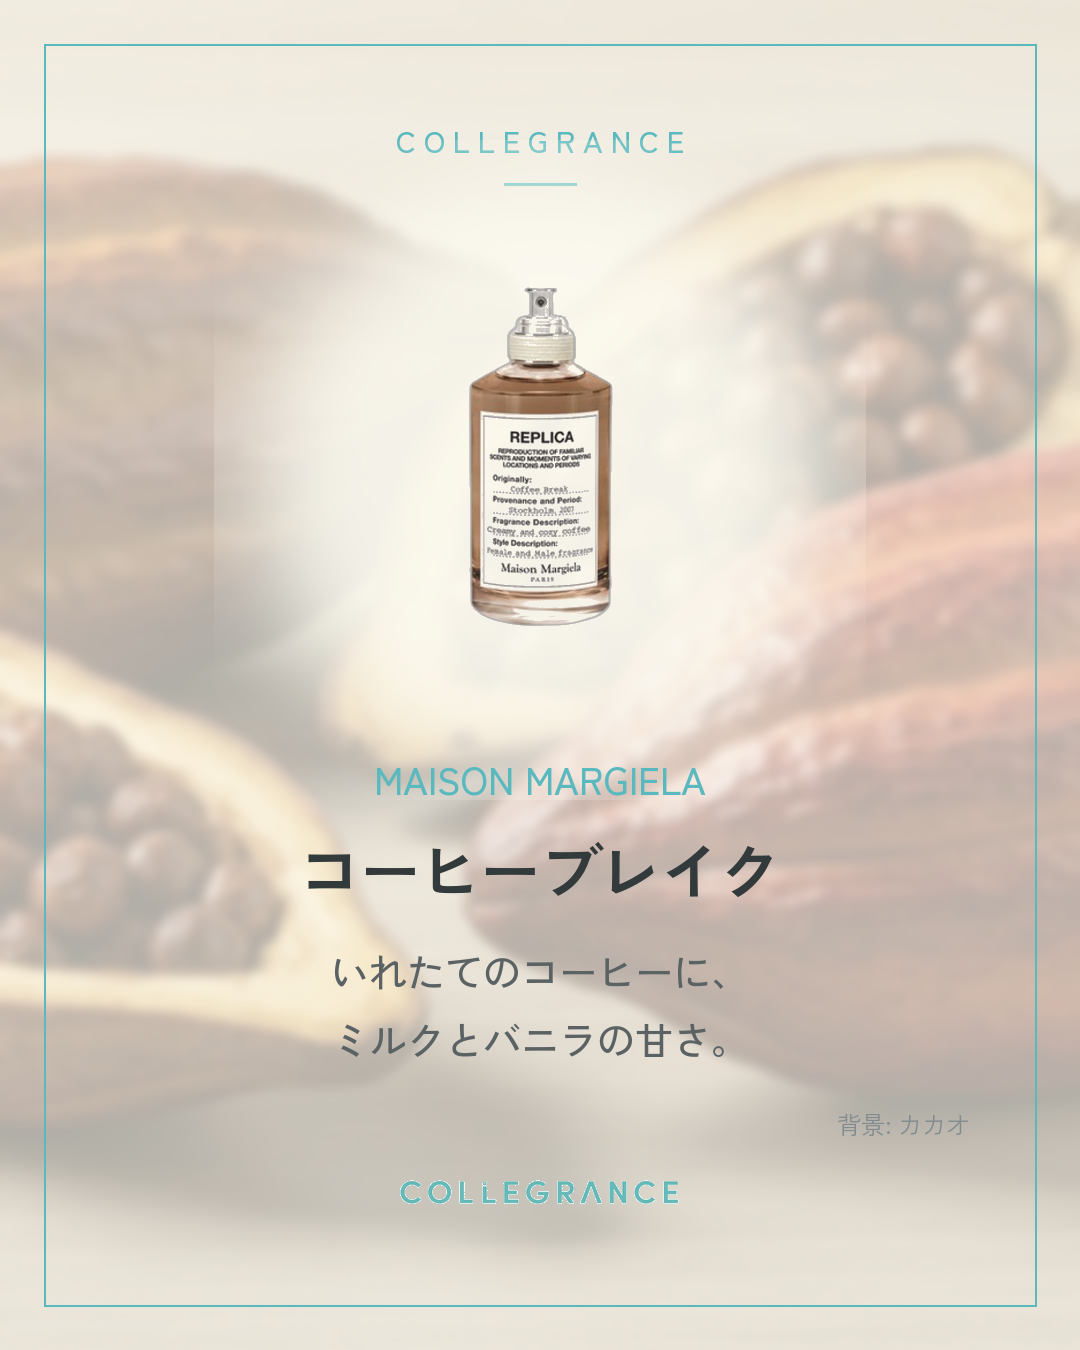 COLLEGRANCE
REPLICA
REPRODUCTION OF FAMILIAR
SCENTS AND MOMENTS OF VARYING
LOCATIONS AND PERIODS
Originally:
Coffee Break
Provenance and Period:
Stockholm, 2007
Fragrance Description:
Creamy and cozy coffee
Style Description:
Female and Male fragrance
Maison Margiela
PARIS
MAISON MARGIELA
コーヒーブレイク
いれたてのコーヒーに、
ミルクとバニラの甘さ。
背景: カカオ
COLLEGRANCE